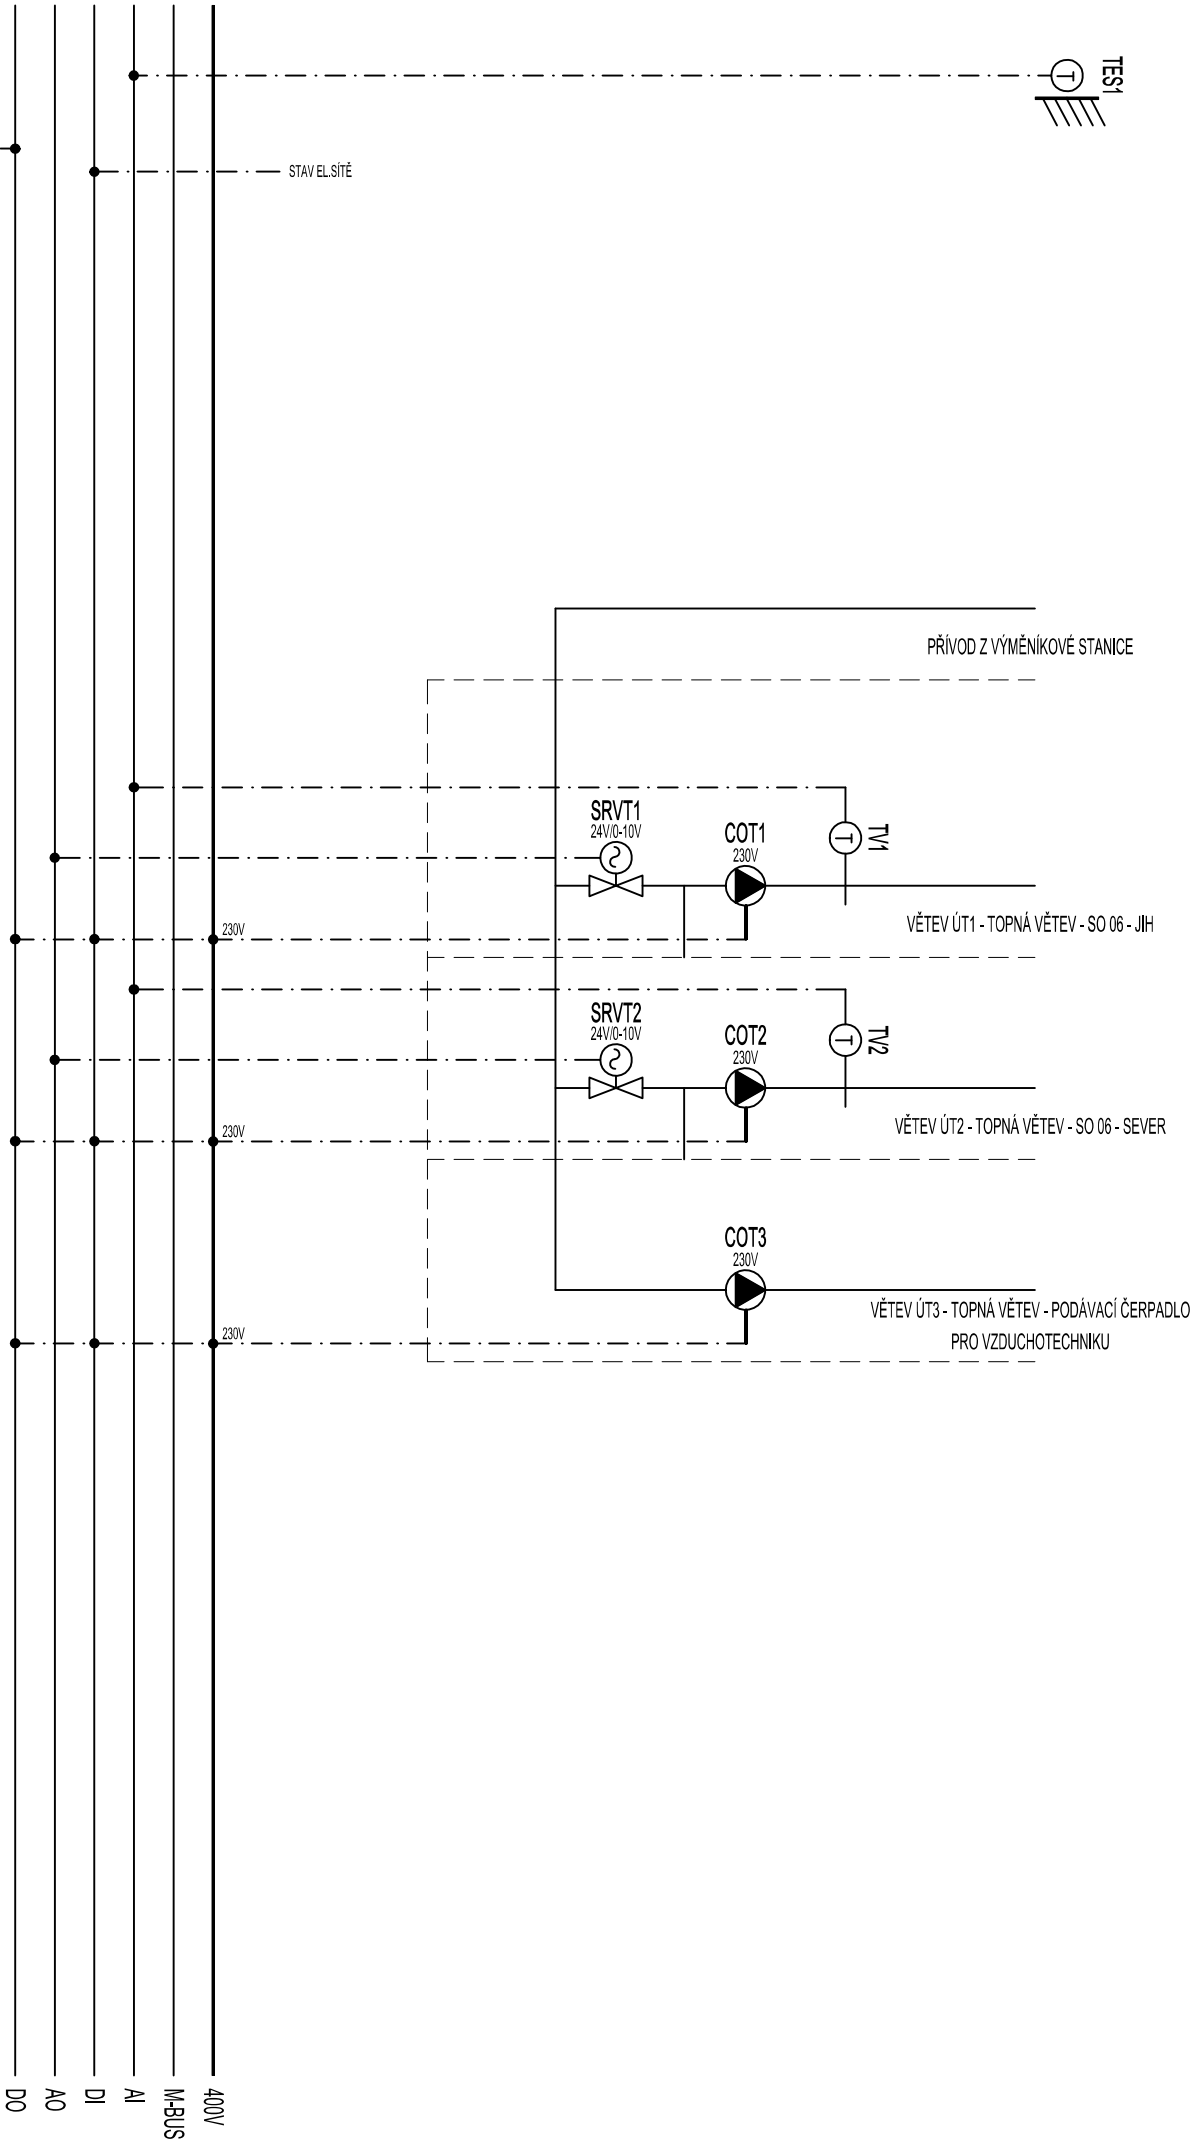 TES1
T
STAV EL.SÍTĚ
PŘÍVOD Z VÝMĚNÍKOVÉ STANICE
SRVT1
24V/0-10V
COT1
230V
T
TV1
VĚTEV ÚT1 - TOPNÁ VĚTEV - SO 06 - JIH
230V
SRVT2
24V/0-10V
COT2
230V
T
TV2
VĚTEV ÚT2 - TOPNÁ VĚTEV - SO 06 - SEVER
230V
COT3
230V
VĚTEV ÚT3 - TOPNÁ VĚTEV - PODÁVACÍ ČERPADLO
PRO VZDUCHOTECHNIKU
230V
DO
AO
DI
AI
M-BUS
400V